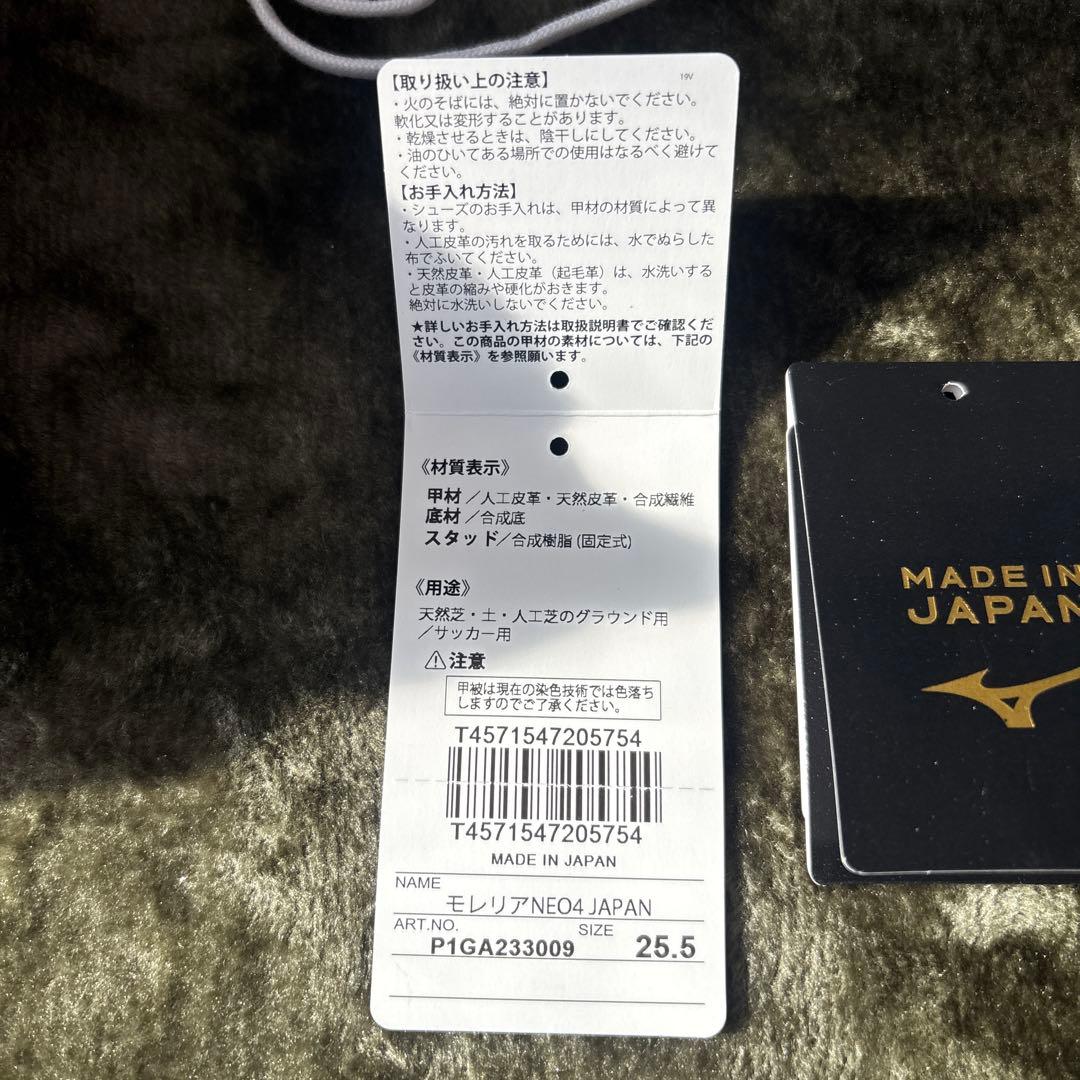 【取り扱い上の注意】
19V
・火のそばには、絶対に置かないでください。
軟化又は変形することがあります。
・乾燥させるときは、陰干しにしてください。
・油のひいてある場所での使用はなるべく避けて
ください。
【お手入れ方法】
・シューズのお手入れは、甲材の材質によって異
なります。
・人工皮革の汚れを取るためには、水でぬらした
布でふいてください。
・天然皮革・人工皮革（起毛革）は、水洗いする
と皮革の縮みや硬化がおきます。
絶対に水洗いしないでください。
★詳しいお手入れ方法は取扱説明書でご確認くだ
さい。この商品の甲材の素材については、下記の
《材質表示》を参照願います。
《材質表示》
甲材／人工皮革・天然皮革・合成繊維
底材／合成底
スタッド／合成樹脂(固定式)
《用途》
天然芝・土・人工芝のグラウンド用
／サッカー用
⚠注意
甲被は現在の染色技術では色落ち
しますのでご了承ください。
T4571547205754
T4571547205754
MADE IN JAPAN
NAME
モレリアNEO4 JAPAN
ART.NO.
SIZE
P1GA233009
25.5
MADE IN
JAPAN